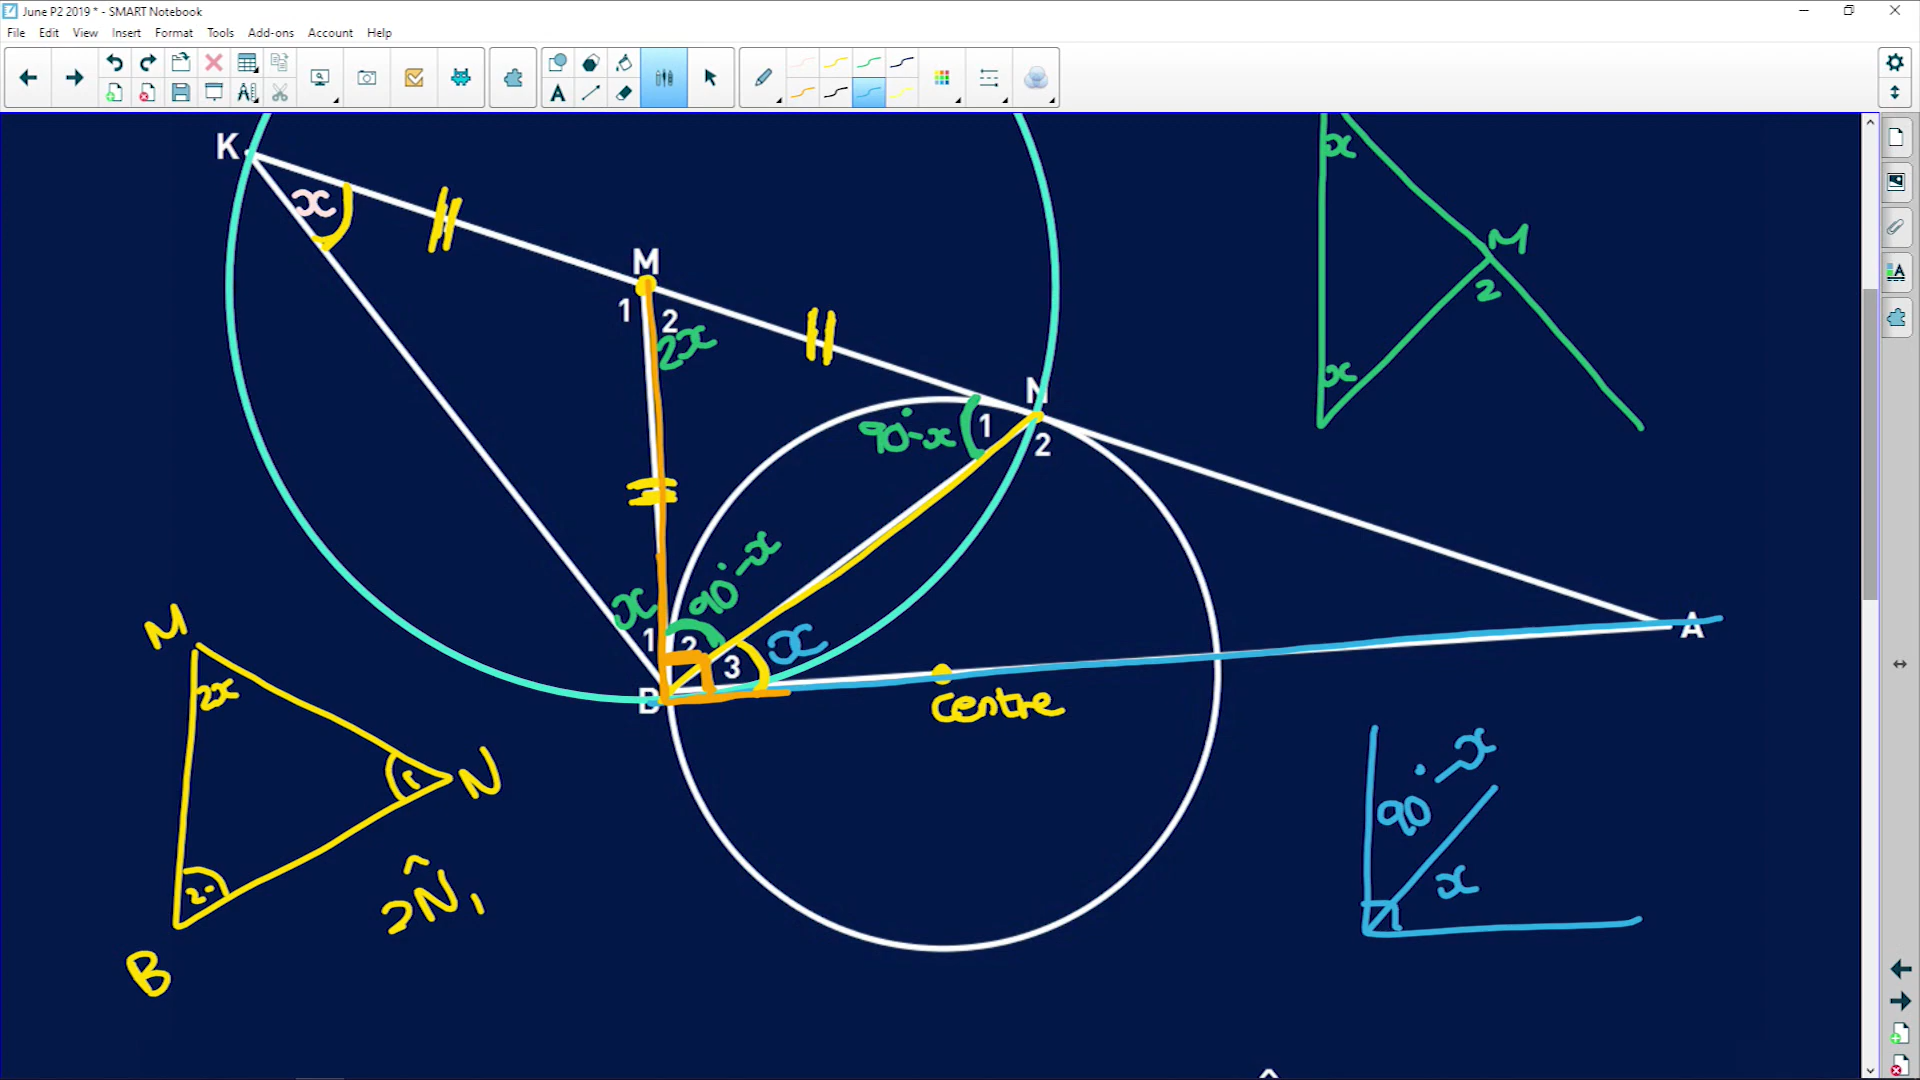 June P2 2019 * - SMART Notebook
File Edit View Insert Format Tools Add-ons Account Help
K
x
M
1 2
2x
N
90°-x 1
2
x
90°-x
1 2
3
x
B
centre
A
x
M
2
x
M
2x
1
N
2
B
2N̂₁
90°-x
x